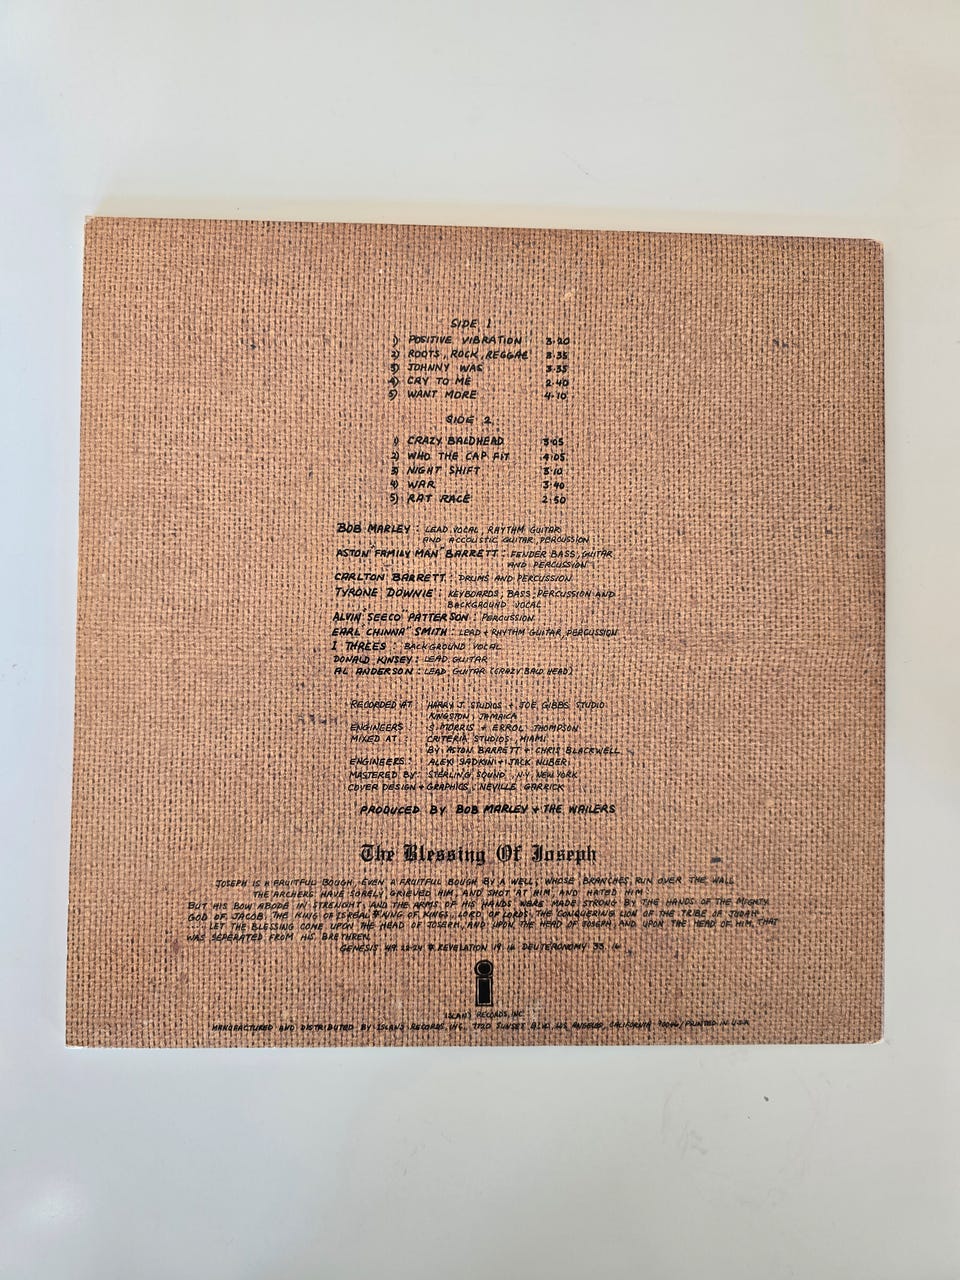 SIDE 1
1) POSITIVE VIBRATION 3·20
2) ROOTS, ROCK, REGGAE 3·35
3) JOHNNY WAS 3·35
4) CRY TO ME 2·40
5) WANT MORE 4·10
SIDE 2
1) CRAZY BALDHEAD 3·05
2) WHO THE CAP FIT 4·05
3) NIGHT SHIFT 3·10
4) WAR 3·40
5) RAT RACE 2·50
BOB MARLEY : LEAD VOCAL, RHYTHM GUITAR
AND ACCOUSTIC GUITAR, PERCUSSION
ASTON "FAMILY MAN" BARRETT : FENDER BASS, GUITAR,
AND PERCUSSION
CARLTON BARRETT : DRUMS AND PERCUSSION
TYRONE DOWNIE : KEYBOARDS, BASS, PERCUSSION AND
BACKGROUND VOCAL
ALVIN "SEECO" PATTERSON : PERCUSSION
EARL "CHINNA" SMITH : LEAD + RHYTHM GUITAR, PERCUSSION
I THREES : BACKGROUND VOCAL
DONALD KINSEY : LEAD GUITAR
AL ANDERSON : LEAD GUITAR (CRAZY BALD HEAD)
RECORDED AT : HARRY J. STUDIOS + JOE GIBBS STUDIO
KINGSTON, JAMAICA
ENGINEERS : S. MORRIS + ERROL THOMPSON
MIXED AT : CRITERIA STUDIOS, MIAMI
BY ASTON BARRETT + CHRIS BLACKWELL
ENGINEERS : ALEX SADKIN + JACK NUBER
MASTERED BY : STERLING SOUND, N.Y. NEW YORK
COVER DESIGN + GRAPHICS : NEVILLE GARRICK
PRODUCED BY BOB MARLEY + THE WAILERS
The Blessing Of Joseph
JOSEPH IS A FRUITFUL BOUGH, EVEN A FRUITFUL BOUGH BY A WELL; WHOSE BRANCHES RUN OVER THE WALL
THE ARCHERS HAVE SORELY GRIEVED HIM, AND SHOT AT HIM, AND HATED HIM:
BUT HIS BOW ABODE IN STRENGHT, AND THE ARMS OF HIS HANDS WERE MADE STRONG BY THE HANDS OF THE MIGHTY
GOD OF JACOB. THE KING OF ISREAL KING OF KINGS, LORD OF LORDS, THE CONQUERING LION OF THE TRIBE OF JUDAH
LET THE BLESSING COME UPON THE HEAD OF JOSEPH, AND UPON THE HEAD OF JOSEPH, AND UPON THE HEAD OF HIM, THAT
WAS SEPERATED FROM HIS BRETHREN.
GENESIS 49. 22-24 REVELATION 19. 16 DEUTERONOMY 33. 16
i
ISLAND RECORDS, INC
MANUFACTURED AND DISTRIBUTED BY ISLAND RECORDS, INC. 7720 SUNSET BLVD. LOS ANGELES, CALIFORNIA 90046 / PRINTED IN U.S.A